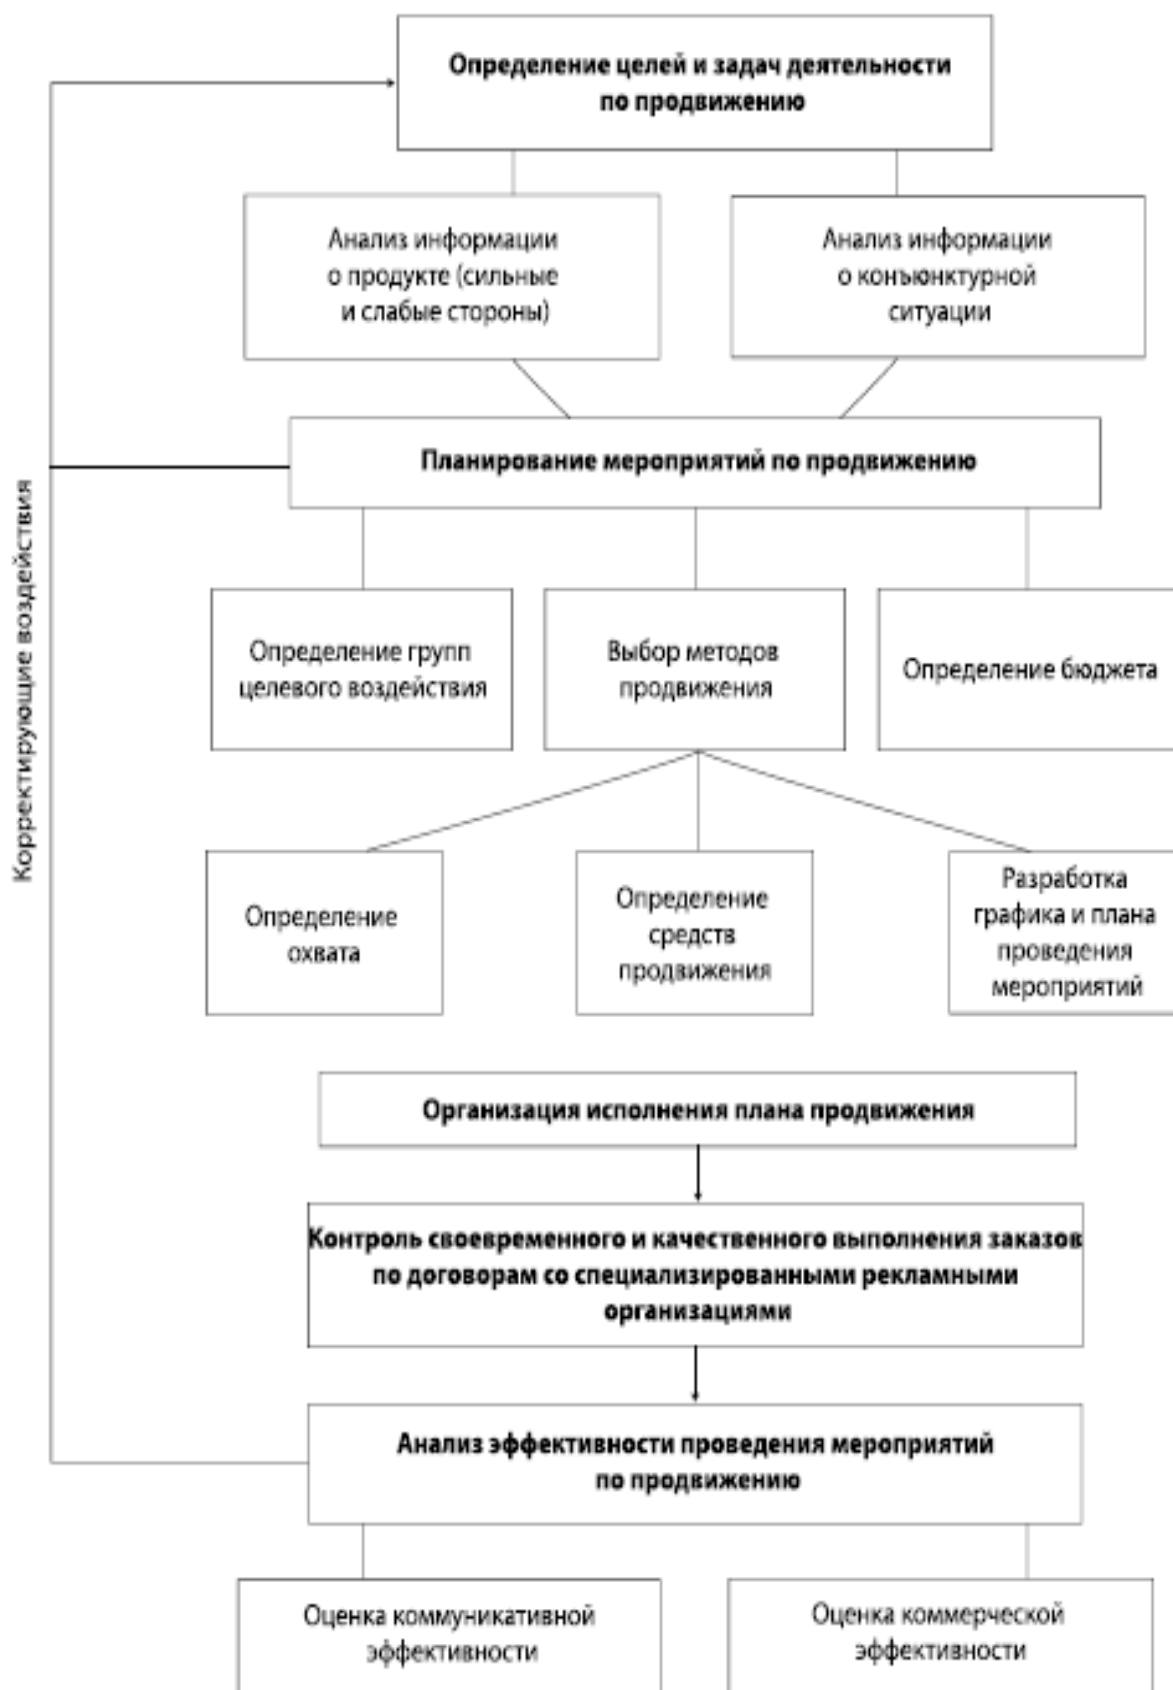 Определение целей и задач деятельности
по продвижению
Анализ информации
о продукте (сильные
и слабые стороны)
Анализ информации
о конъюнктурной
ситуации
Планирование мероприятий по продвижению
Корректирующие воздействия
Определение групп
целевого воздействия
Выбор методов
продвижения
Определение бюджета
Определение
охвата
Определение
средств
продвижения
Разработка
графика и плана
проведения
мероприятий
Организация исполнения плана продвижения
Контроль своевременного и качественного выполнения заказов
по договорам со специализированными рекламными
организациями
Анализ эффективности проведения мероприятий
по продвижению
Оценка коммуникативной
эффективности
Оценка коммерческой
эффективности